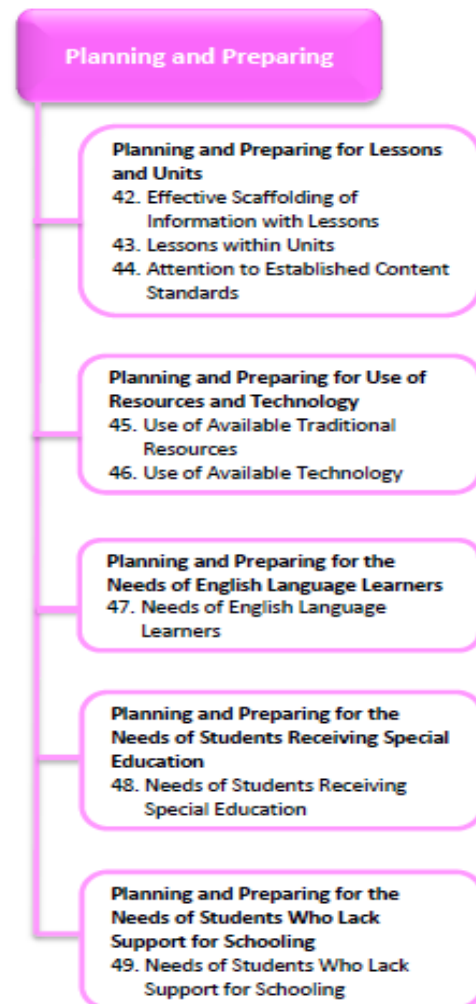 Planning and Preparing
Planning and Preparing for Lessons
and Units
42. Effective Scaffolding of
Information with Lessons
43. Lessons within Units
44. Attention to Established Content
Standards
Planning and Preparing for Use of
Resources and Technology
45. Use of Available Traditional
Resources
46. Use of Available Technology
Planning and Preparing for the
Needs of English Language Learners
47. Needs of English Language
Learners
Planning and Preparing for the
Needs of Students Receiving Special
Education
48. Needs of Students Receiving
Special Education
Planning and Preparing for the
Needs of Students Who Lack
Support for Schooling
49. Needs of Students Who Lack
Support for Schooling